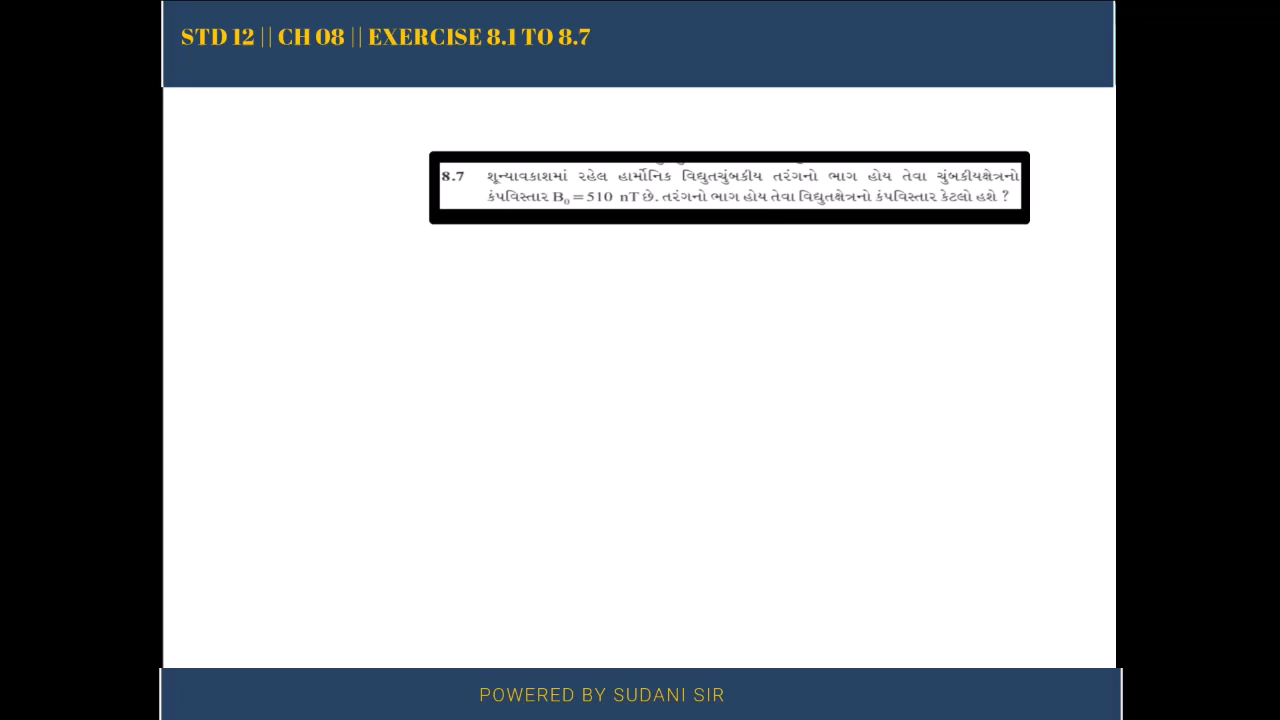 STD 12 || CH 08 || EXERCISE 8.1 TO 8.7
8.7 શૂન્યાવકાશમાં રહેલ હાર્મોનિક વિદ્યુતચુંબકીય તરંગનો ભાગ હોય તેવા ચુંબકીયક્ષેત્રનો
કંપવિસ્તાર B₀ = 510 nT છે. તરંગનો ભાગ હોય તેવા વિદ્યુતક્ષેત્રનો કંપવિસ્તાર કેટલો હશે ?
POWERED BY SUDANI SIR